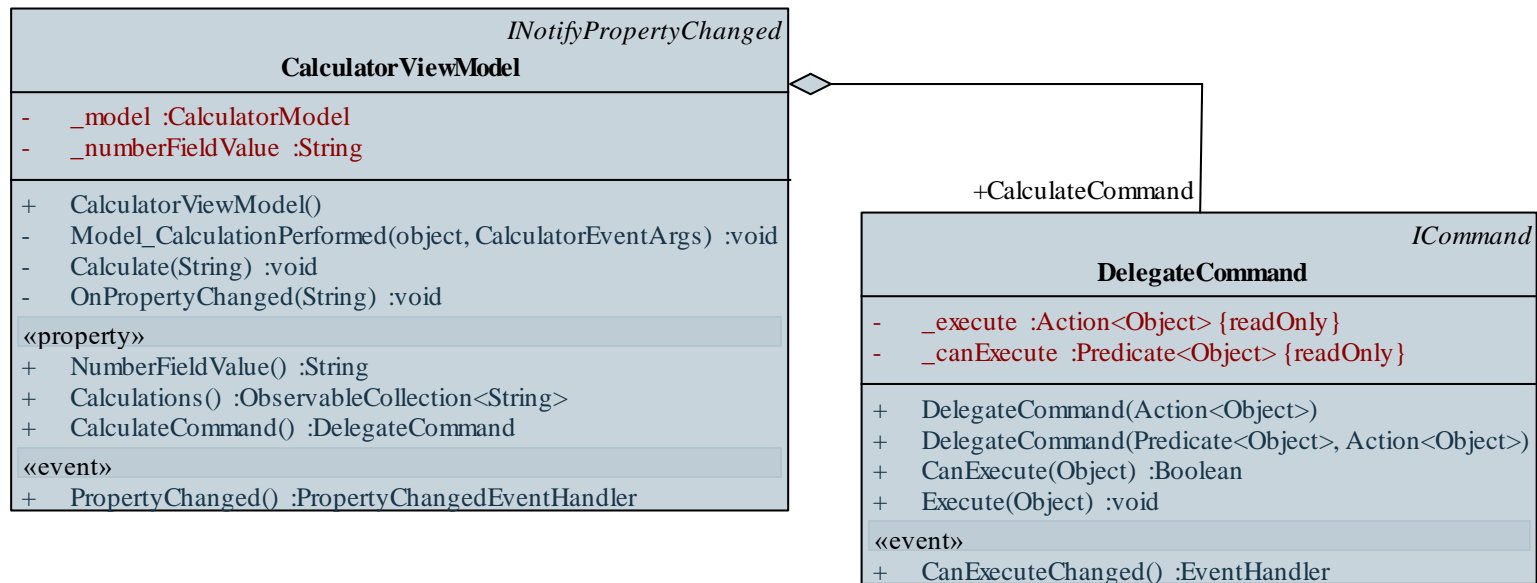 INotifyPropertyChanged
CalculatorViewModel
- _model :CalculatorModel
- _numberFieldValue :String
+ CalculatorViewModel()
- Model_CalculationPerformed(object, CalculatorEventArgs) :void
- Calculate(String) :void
- OnPropertyChanged(String) :void
«property»
+ NumberFieldValue() :String
+ Calculations() :ObservableCollection<String>
+ CalculateCommand() :DelegateCommand
«event»
+ PropertyChanged() :PropertyChangedEventHandler
+CalculateCommand
ICommand
DelegateCommand
- _execute :Action<Object> {readOnly}
- _canExecute :Predicate<Object> {readOnly}
+ DelegateCommand(Action<Object>)
+ DelegateCommand(Predicate<Object>, Action<Object>)
+ CanExecute(Object) :Boolean
+ Execute(Object) :void
«event»
+ CanExecuteChanged() :EventHandler